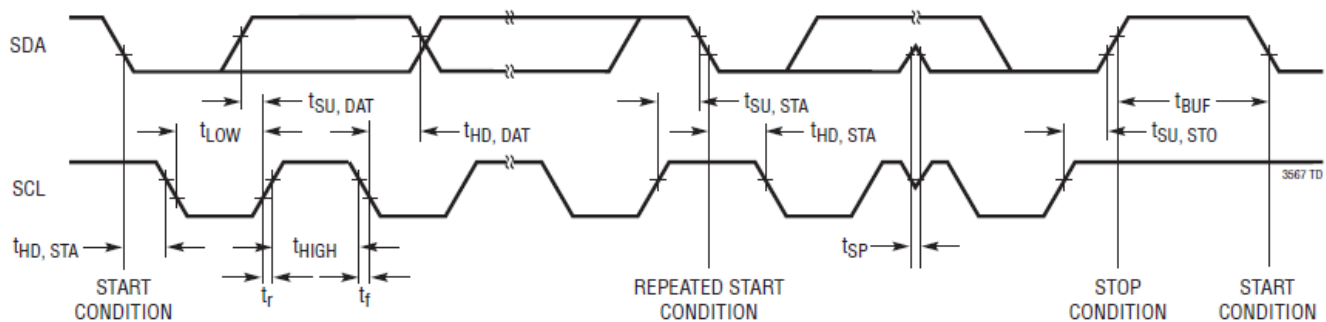 SDA
tSU, DAT
tHD, DAT
tLOW
tSU, STA
tHD, STA
tBUF
tSU, STO
3567 TD
SCL
tHD, STA
tHIGH
tr
tf
tSP
START
CONDITION
REPEATED START
CONDITION
STOP
CONDITION
START
CONDITION